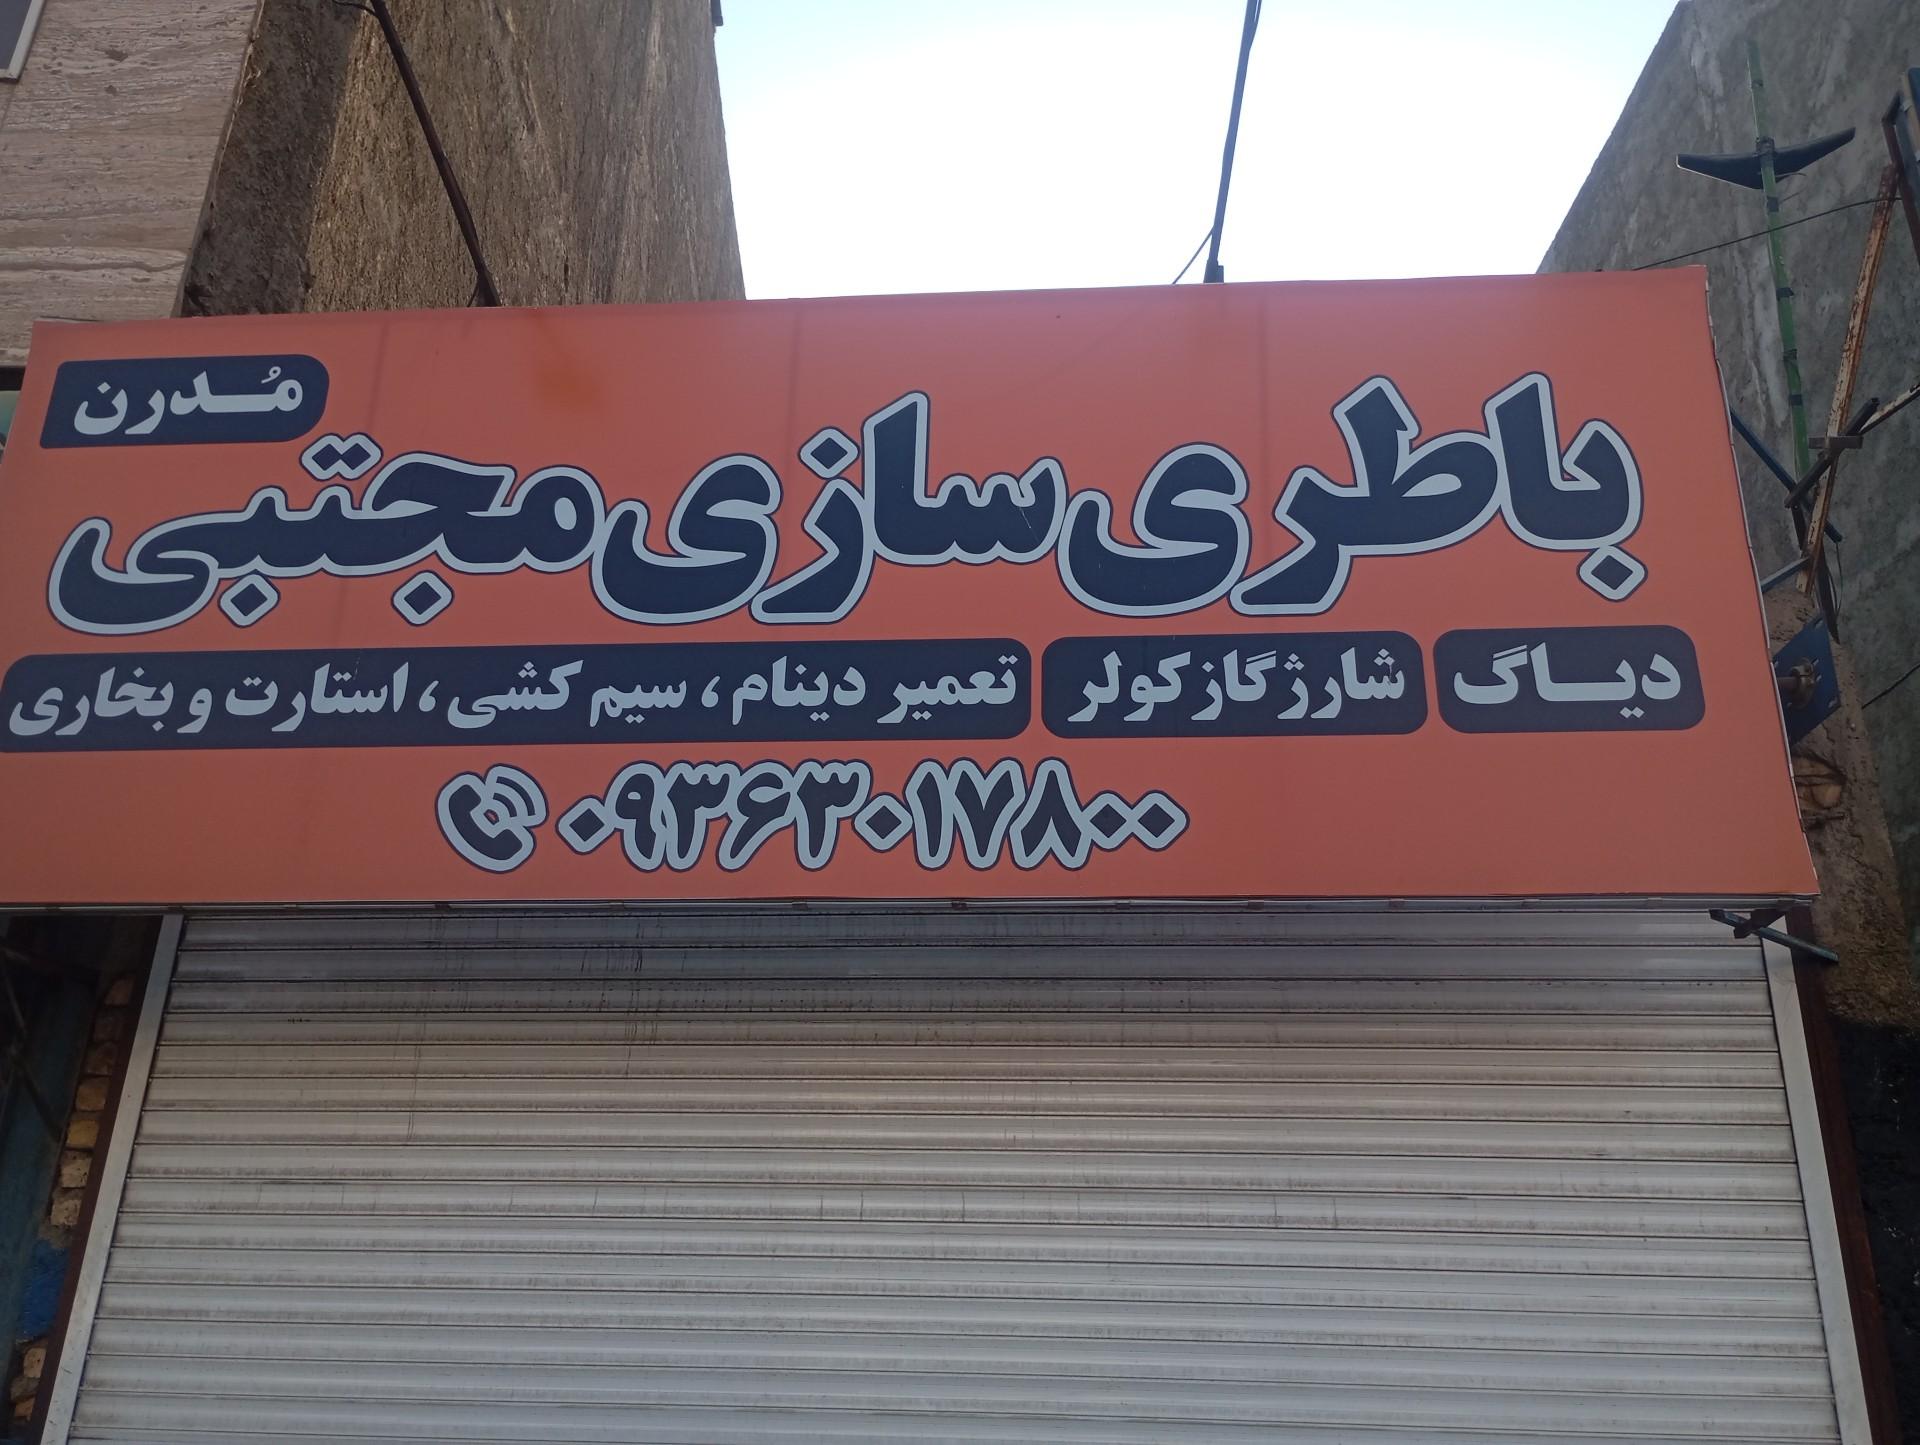 باطری سازی مجتبی مُدرن
دیاگ شارژ گاز کولر تعمیر دینام، سیم کشی، استارت و بخاری
۰۹۳۶۳۰۱۷۸۰۰